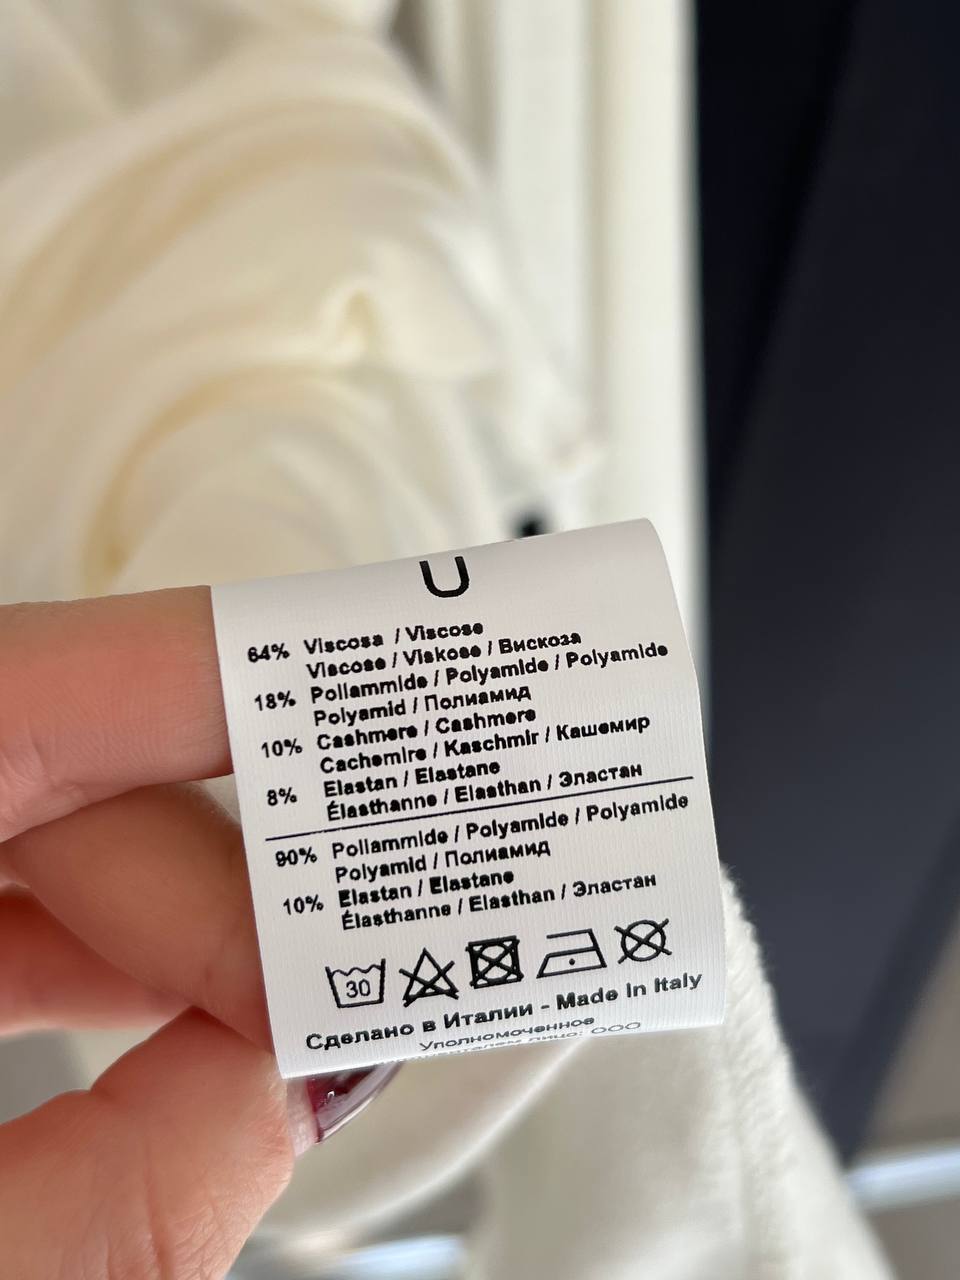 U
64% Viscosa / Viscose
Viscose / Viskose / Вискоза
18% Poliammide / Polyamide / Polyamide
Polyamid / Полиамид
10% Cashmere / Cashmere
Cachemire / Kaschmir / Кашемир
8% Elastan / Elastane
Élasthanne / Elasthan / Эластан
90% Poliammide / Polyamide / Polyamide
Polyamid / Полиамид
10% Elastan / Elastane
Élasthanne / Elasthan / Эластан
30
Сделано в Италии - Made In Italy
Уполномоченное
лицо: ООО